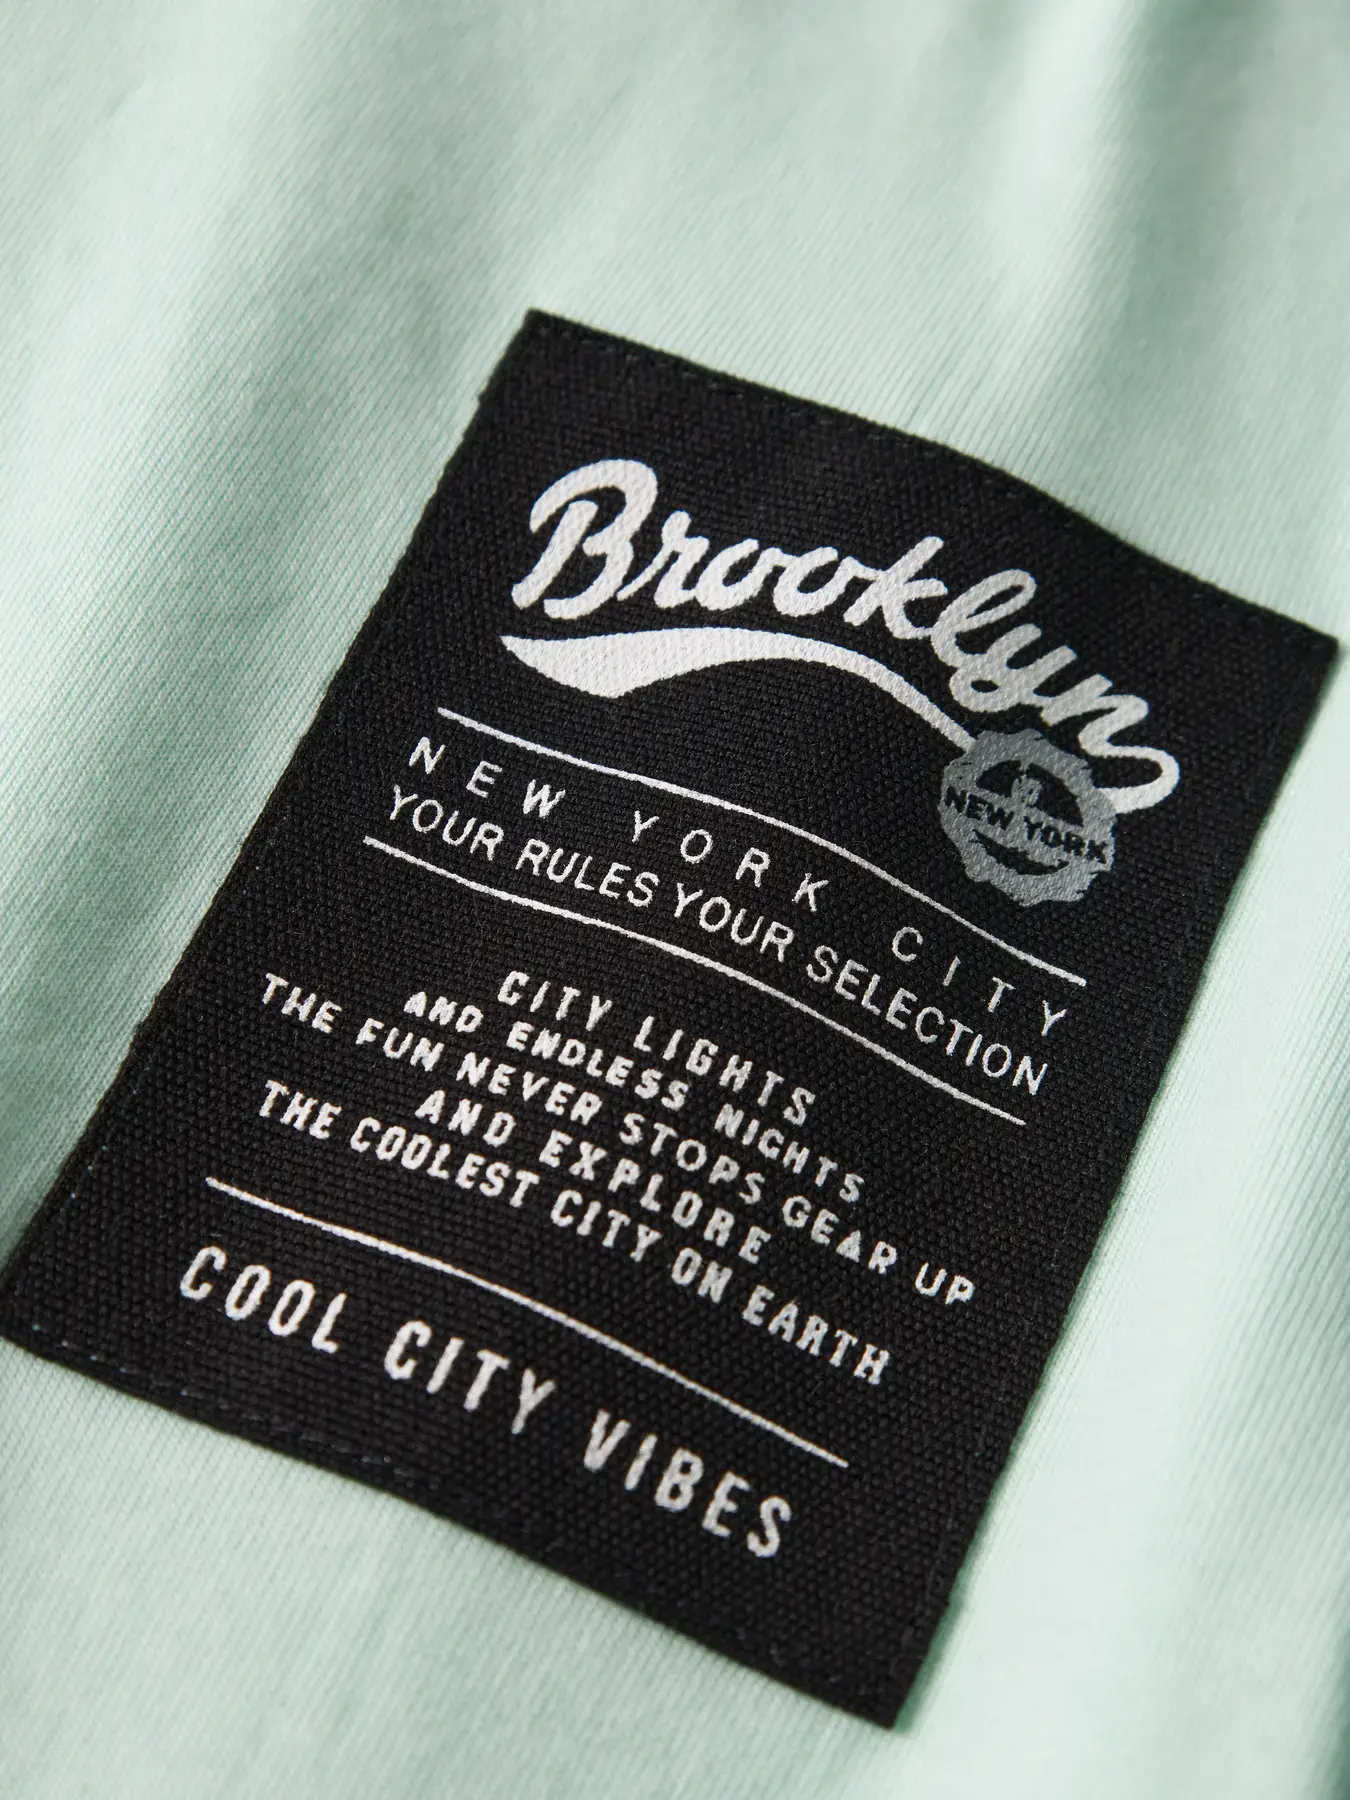 Brooklyn
NEW YORK
NEW YORK CITY
YOUR RULES YOUR SELECTION
CITY LIGHTS
AND ENDLESS NIGHTS
THE FUN NEVER STOPS GEAR UP
AND EXPLORE
THE COOLEST CITY ON EARTH
COOL CITY VIBES